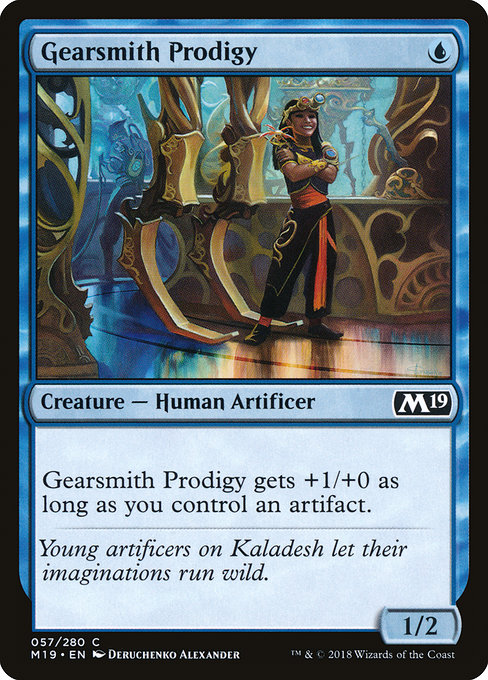 Gearsmith Prodigy
Creature — Human Artificer
M19
Gearsmith Prodigy gets +1/+0 as
long as you control an artifact.
Young artificers on Kaladesh let their
imaginations run wild.
1/2
057/280 C
M19 • EN Deruchenko Alexander
™ & © 2018 Wizards of the Coast